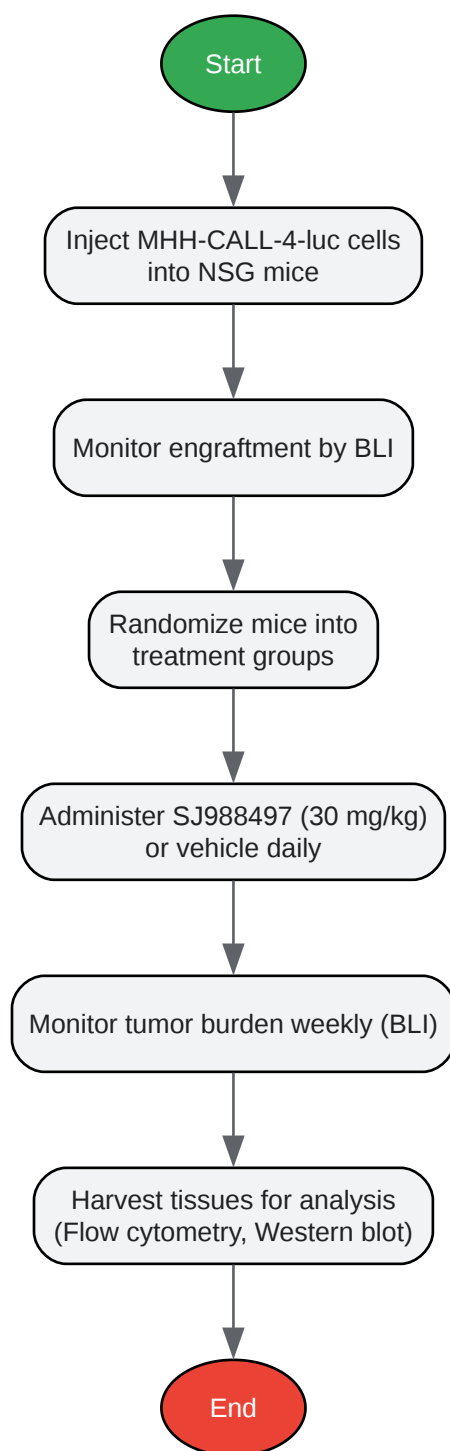 Start
Inject MHH-CALL-4-luc cells
into NSG mice
Monitor engraftment by BLI
Randomize mice into
treatment groups
Administer SJ988497 (30 mg/kg)
or vehicle daily
Monitor tumor burden weekly (BLI)
Harvest tissues for analysis
(Flow cytometry, Western blot)
End